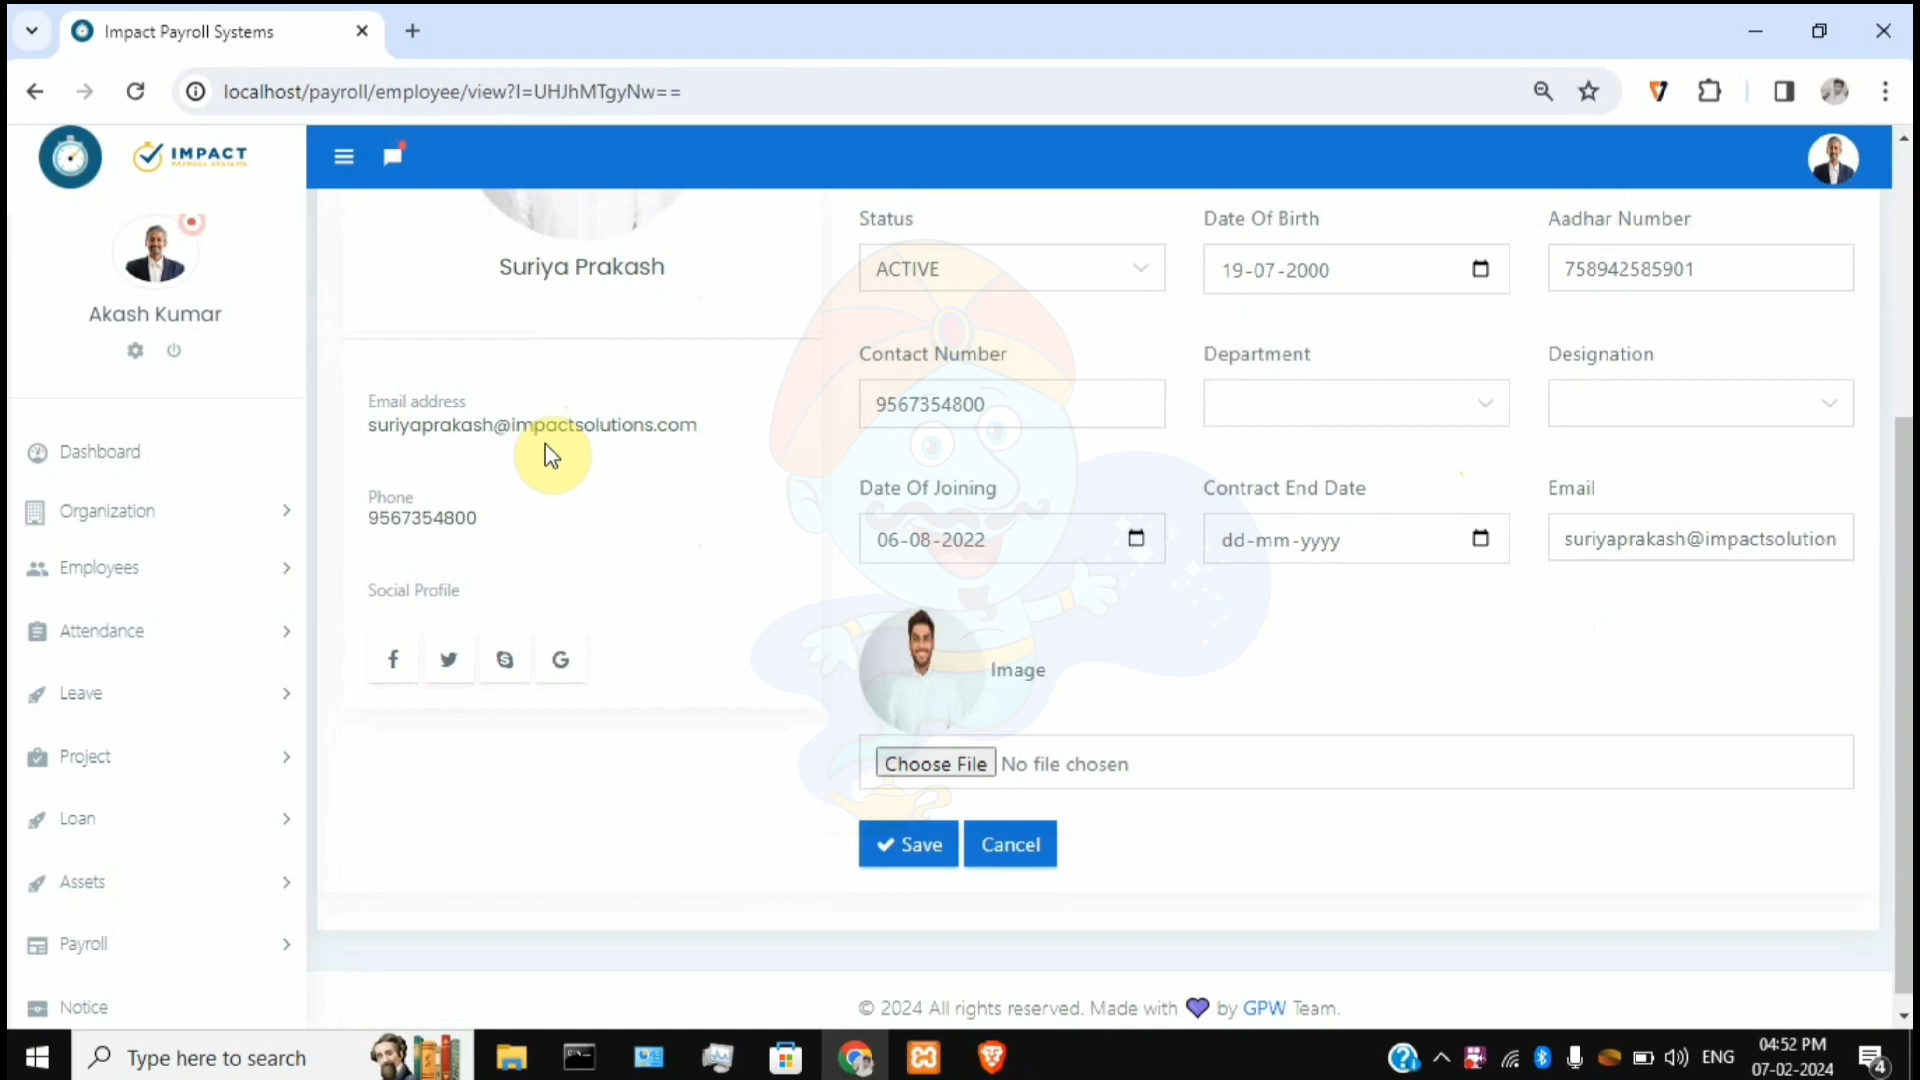 Impact Payroll Systems
localhost/payroll/employee/view?I=UHJhMTgyNw==
IMPACT
PAYROLL SYSTEMS
Akash Kumar
Dashboard
Organization
Employees
Attendance
Leave
Project
Loan
Assets
Payroll
Notice
Suriya Prakash
Email address
suriyaprakash@impactsolutions.com
Phone
9567354800
Social Profile
Status
Date Of Birth
Aadhar Number
ACTIVE
19-07-2000
758942585901
Contact Number
Department
Designation
9567354800
Date Of Joining
Contract End Date
Email
06-08-2022
dd-mm-yyyy
suriyaprakash@impactsolution
Image
Choose File No file chosen
Save
Cancel
© 2024 All rights reserved. Made with 💜 by GPW Team.
Type here to search
ENG
04:52 PM
07-02-2024
4